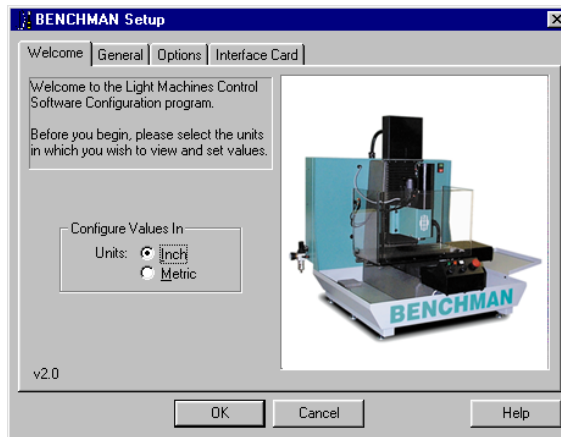 BENCHMAN Setup
Welcome
General
Options
Interface Card
Welcome to the Light Machines Control
Software Configuration program.
Before you begin, please select the units
in which you wish to view and set values.
Configure Values In
Units: Inch
Metric
BENCHMAN
v2.0
OK
Cancel
Help